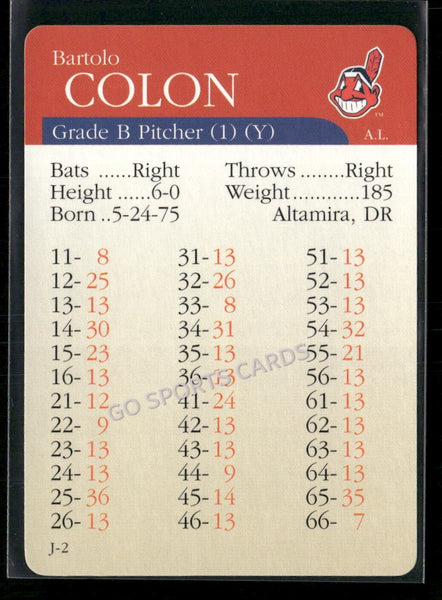 Bartolo
COLON
Grade B Pitcher (1) (Y)
TM
A.L.
Bats ......Right Throws ........Right
Height ......6-0 Weight............185
Born ..5-24-75 Altamira, DR
11- 8 31-13 51-13
12-25 32-26 52-13
13-13 33- 8 53-13
14-30 34-31 54-32
15-23 35-13 55-21
16-13 36-13 56-13
21-12 41-24 61-13
22- 9 42-13 62-13
23-13 43-13 63-13
24-13 44- 9 64-13
25-36 45-14 65-35
26-13 46-13 66- 7
J-2
GO SPORTS CARDS